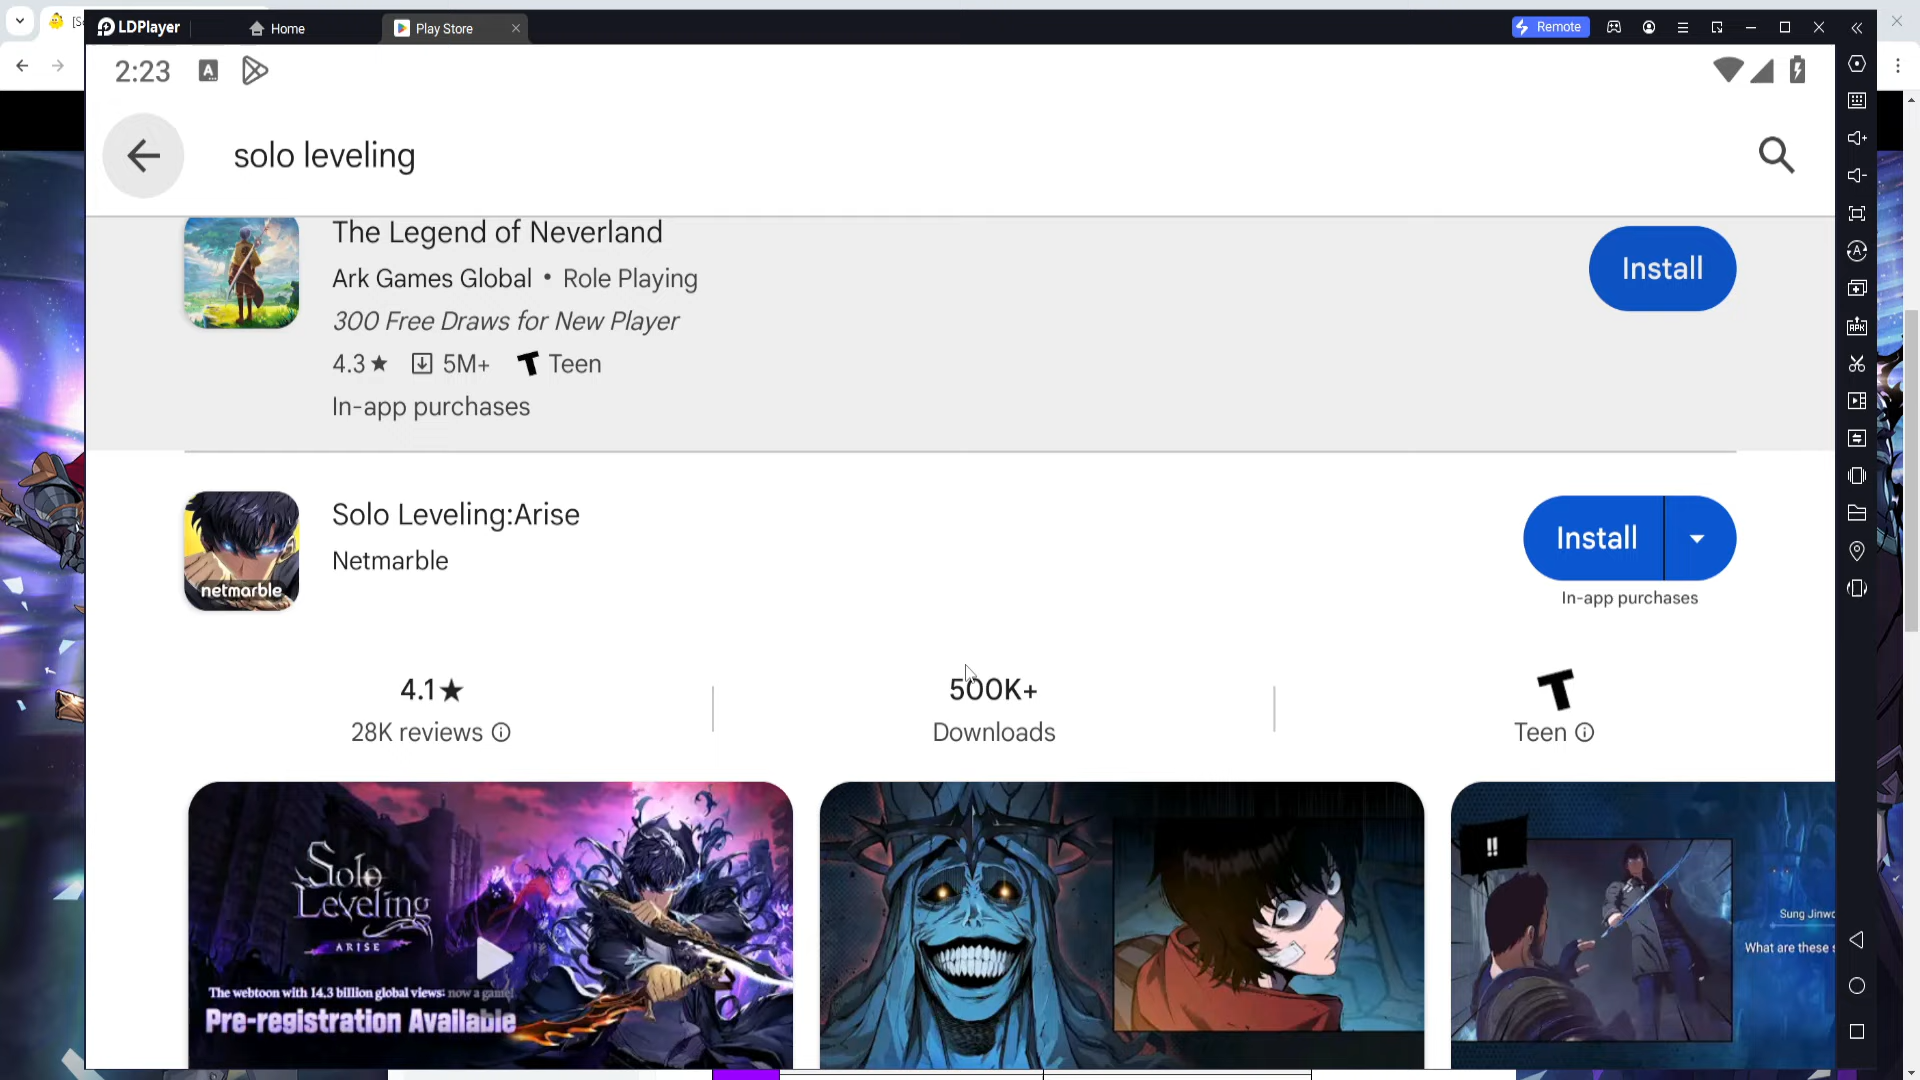 [S
LDPlayer
Home
Play Store
Remote
2:23
A
solo leveling
The Legend of Neverland
Ark Games Global • Role Playing
300 Free Draws for New Player
4.3★ 5M+ T Teen
In-app purchases
Install
Solo Leveling:Arise
Netmarble
netmarble
Install
In-app purchases
4.1★
28K reviews
500K+
Downloads
T
Teen
Solo
Leveling
ARISE
The webtoon with 14.3 billion global views: now a game!
Pre-registration Available
!!
Sung Jinwo
What are these s
APK